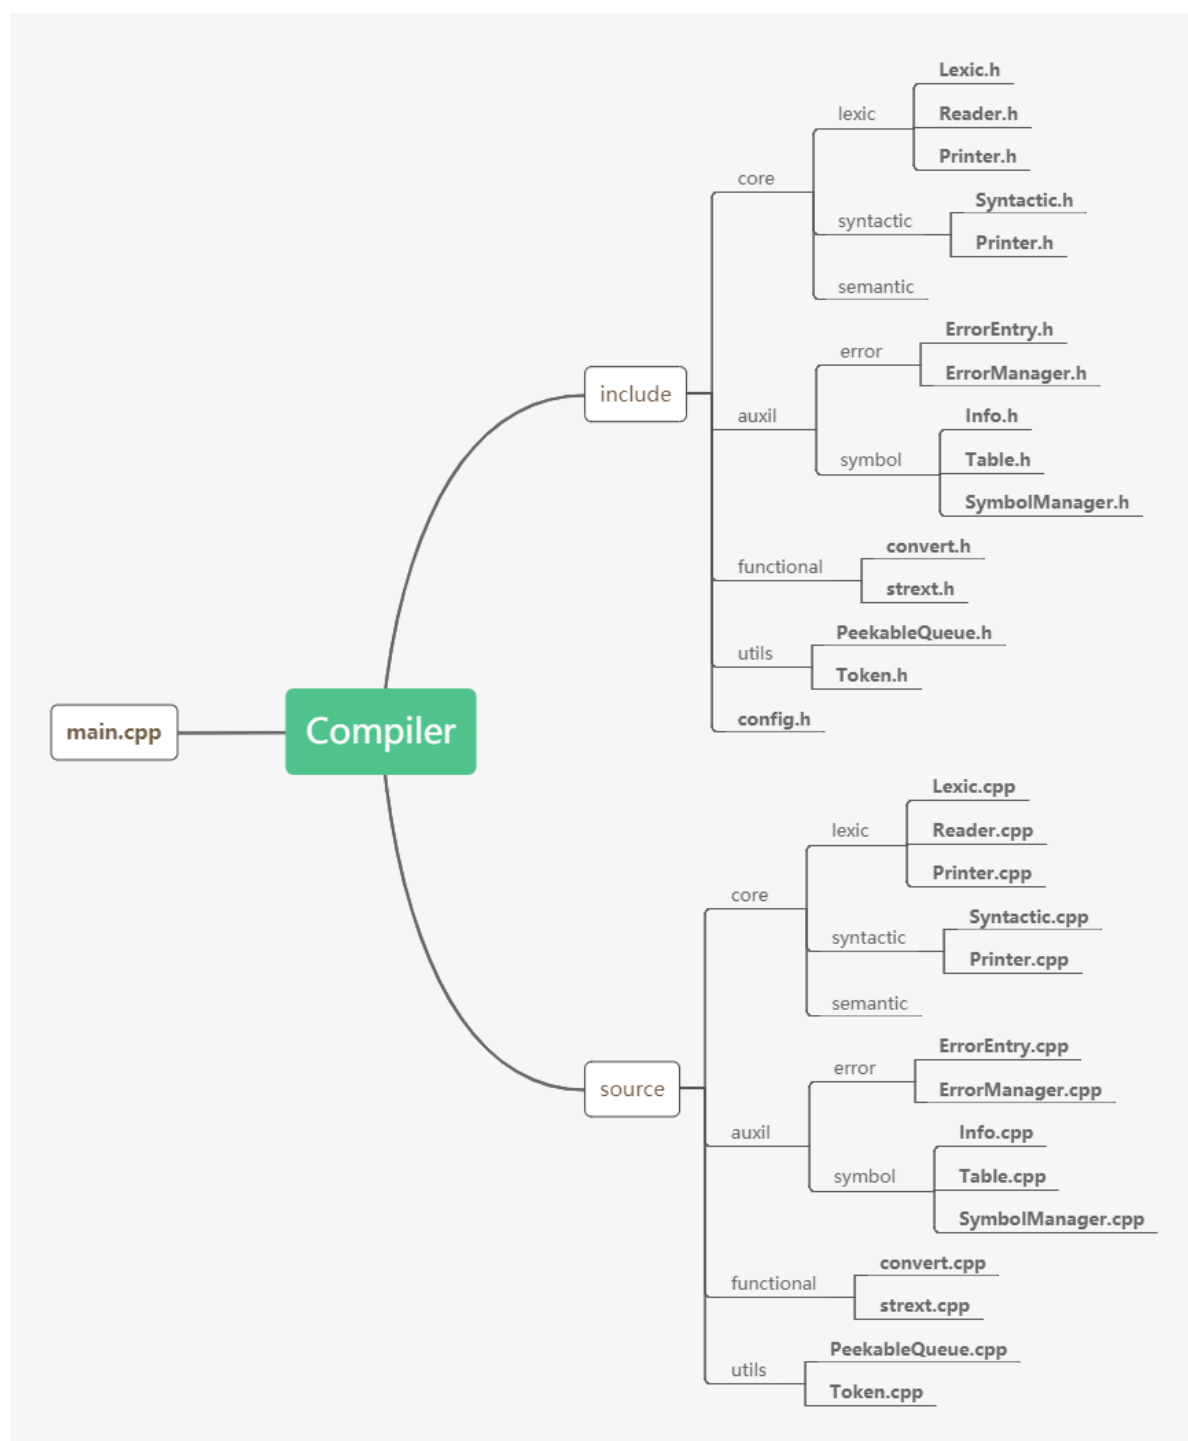 Compiler
main.cpp
include
core
lexic
Lexic.h
Reader.h
Printer.h
syntactic
Syntactic.h
Printer.h
semantic
auxil
error
ErrorEntry.h
ErrorManager.h
symbol
Info.h
Table.h
SymbolManager.h
functional
convert.h
strext.h
utils
PeekableQueue.h
Token.h
config.h
source
core
lexic
Lexic.cpp
Reader.cpp
Printer.cpp
syntactic
Syntactic.cpp
Printer.cpp
semantic
auxil
error
ErrorEntry.cpp
ErrorManager.cpp
symbol
Info.cpp
Table.cpp
SymbolManager.cpp
functional
convert.cpp
strext.cpp
utils
PeekableQueue.cpp
Token.cpp